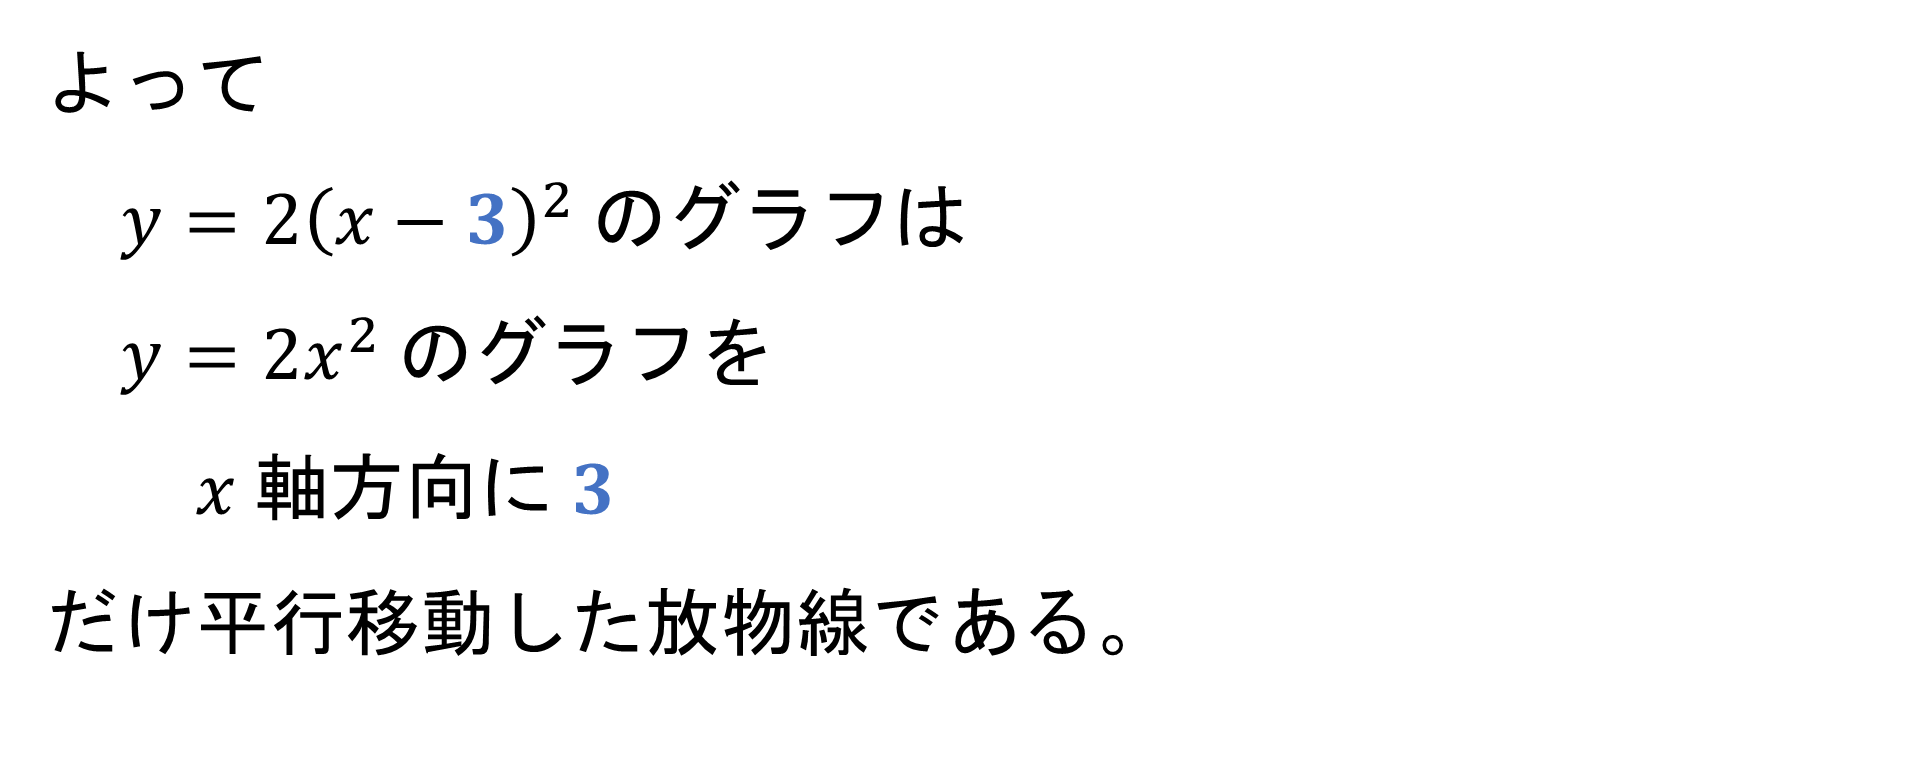 よって
y = 2(x − 3)² のグラフは
y = 2x² のグラフを
x 軸方向に 3
だけ平行移動した放物線である。